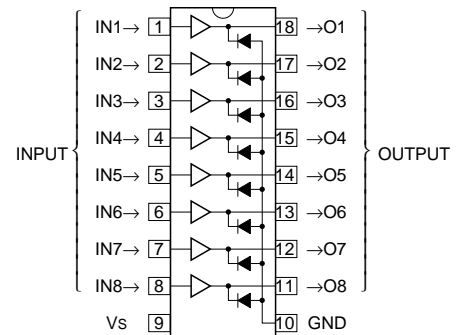 IN1→ 1 18 →O1
IN2→ 2 17 →O2
IN3→ 3 16 →O3
IN4→ 4 15 →O4
INPUT OUTPUT
IN5→ 5 14 →O5
IN6→ 6 13 →O6
IN7→ 7 12 →O7
IN8→ 8 11 →O8
Vs 9 10 GND